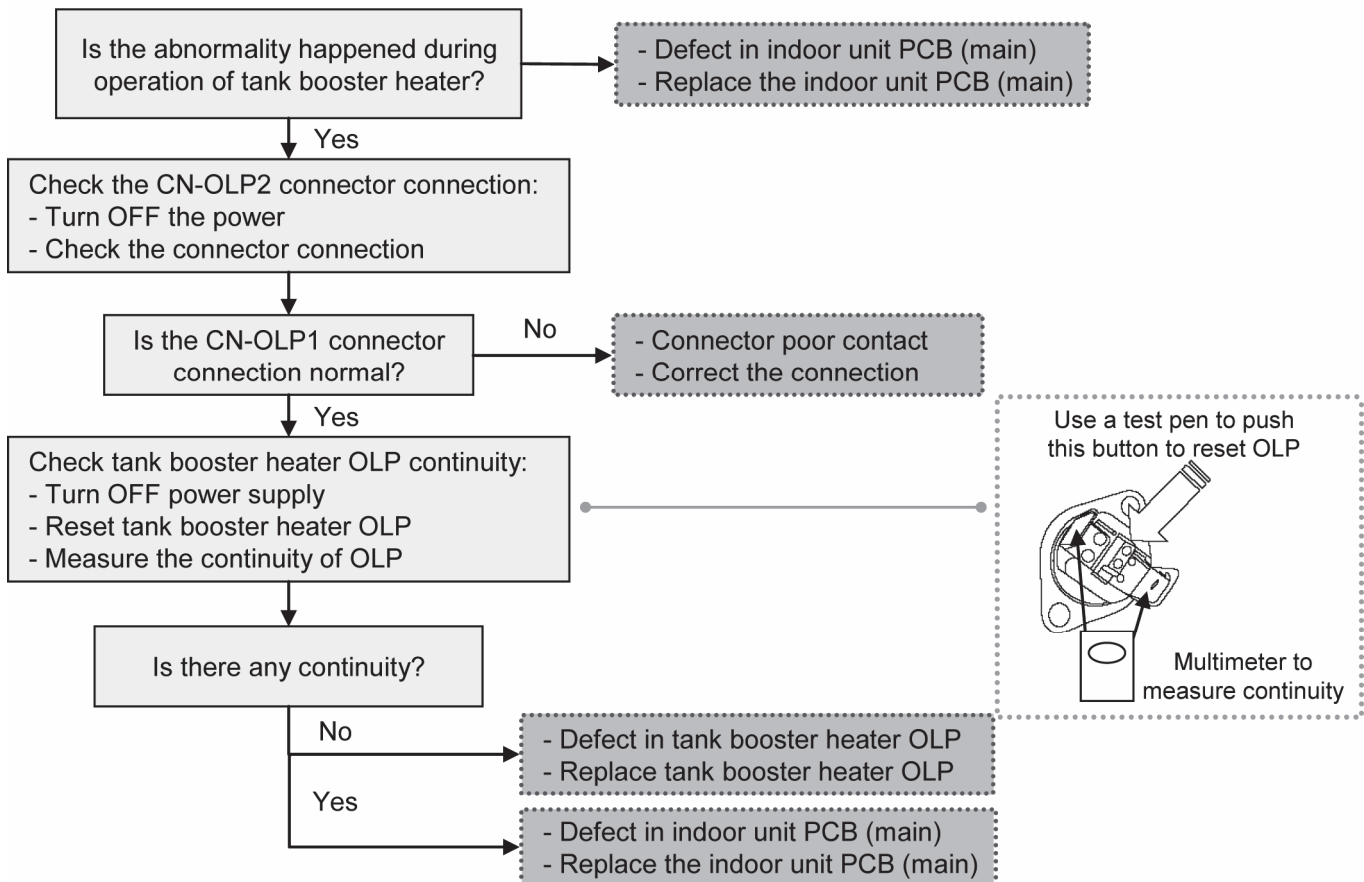 Is the abnormality happened during
operation of tank booster heater?
- Defect in indoor unit PCB (main)
- Replace the indoor unit PCB (main)
Yes
Check the CN-OLP2 connector connection:
- Turn OFF the power
- Check the connector connection
Is the CN-OLP1 connector
connection normal?
No
- Connector poor contact
- Correct the connection
Yes
Check tank booster heater OLP continuity:
- Turn OFF power supply
- Reset tank booster heater OLP
- Measure the continuity of OLP
Use a test pen to push
this button to reset OLP
Multimeter to
measure continuity
Is there any continuity?
No
- Defect in tank booster heater OLP
- Replace tank booster heater OLP
Yes
- Defect in indoor unit PCB (main)
- Replace the indoor unit PCB (main)